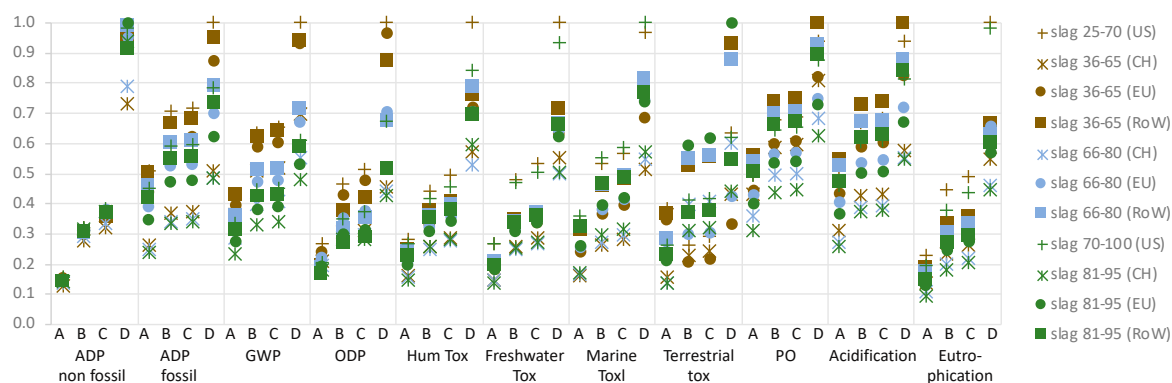 1.0
0.9
0.8
0.7
0.6
0.5
0.4
0.3
0.2
0.1
0.0
A B C D A B C D A B C D A B C D A B C D A B C D A B C D A B C D A B C D A B C D A B C D
ADP ADP GWP ODP Hum Tox Freshwater Marine Terrestrial PO Acidification Eutro-
non fossil fossil Tox Toxl tox phication
slag 25-70 (US)
slag 36-65 (CH)
slag 36-65 (EU)
slag 36-65 (RoW)
slag 66-80 (CH)
slag 66-80 (EU)
slag 66-80 (RoW)
slag 70-100 (US)
slag 81-95 (CH)
slag 81-95 (EU)
slag 81-95 (RoW)